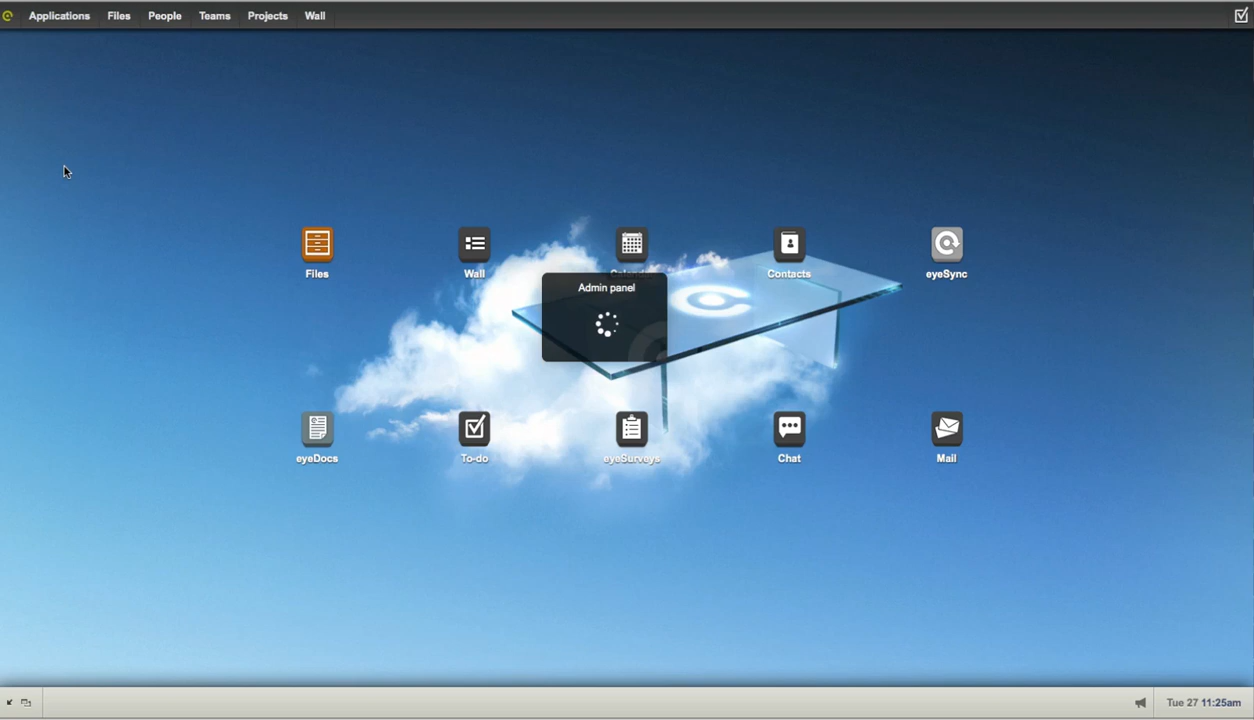 Applications Files People Teams Projects Wall
Files Wall Calendar Contacts eyeSync
Admin panel
eyeDocs To-do eyeSurveys Chat Mail
Tue 27 11:25am